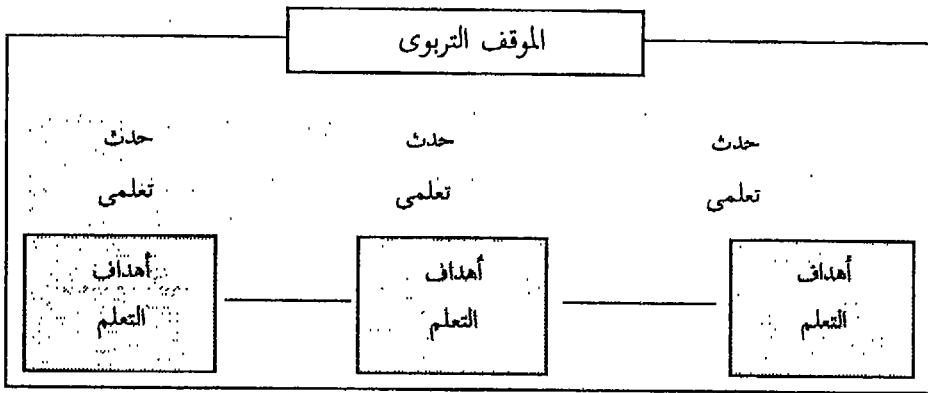 الموقف التربوى
حدث
تعلمى
أهداف
التعلم
حدث
تعلمى
أهداف
التعلم
حدث
تعلمى
أهداف
التعلم